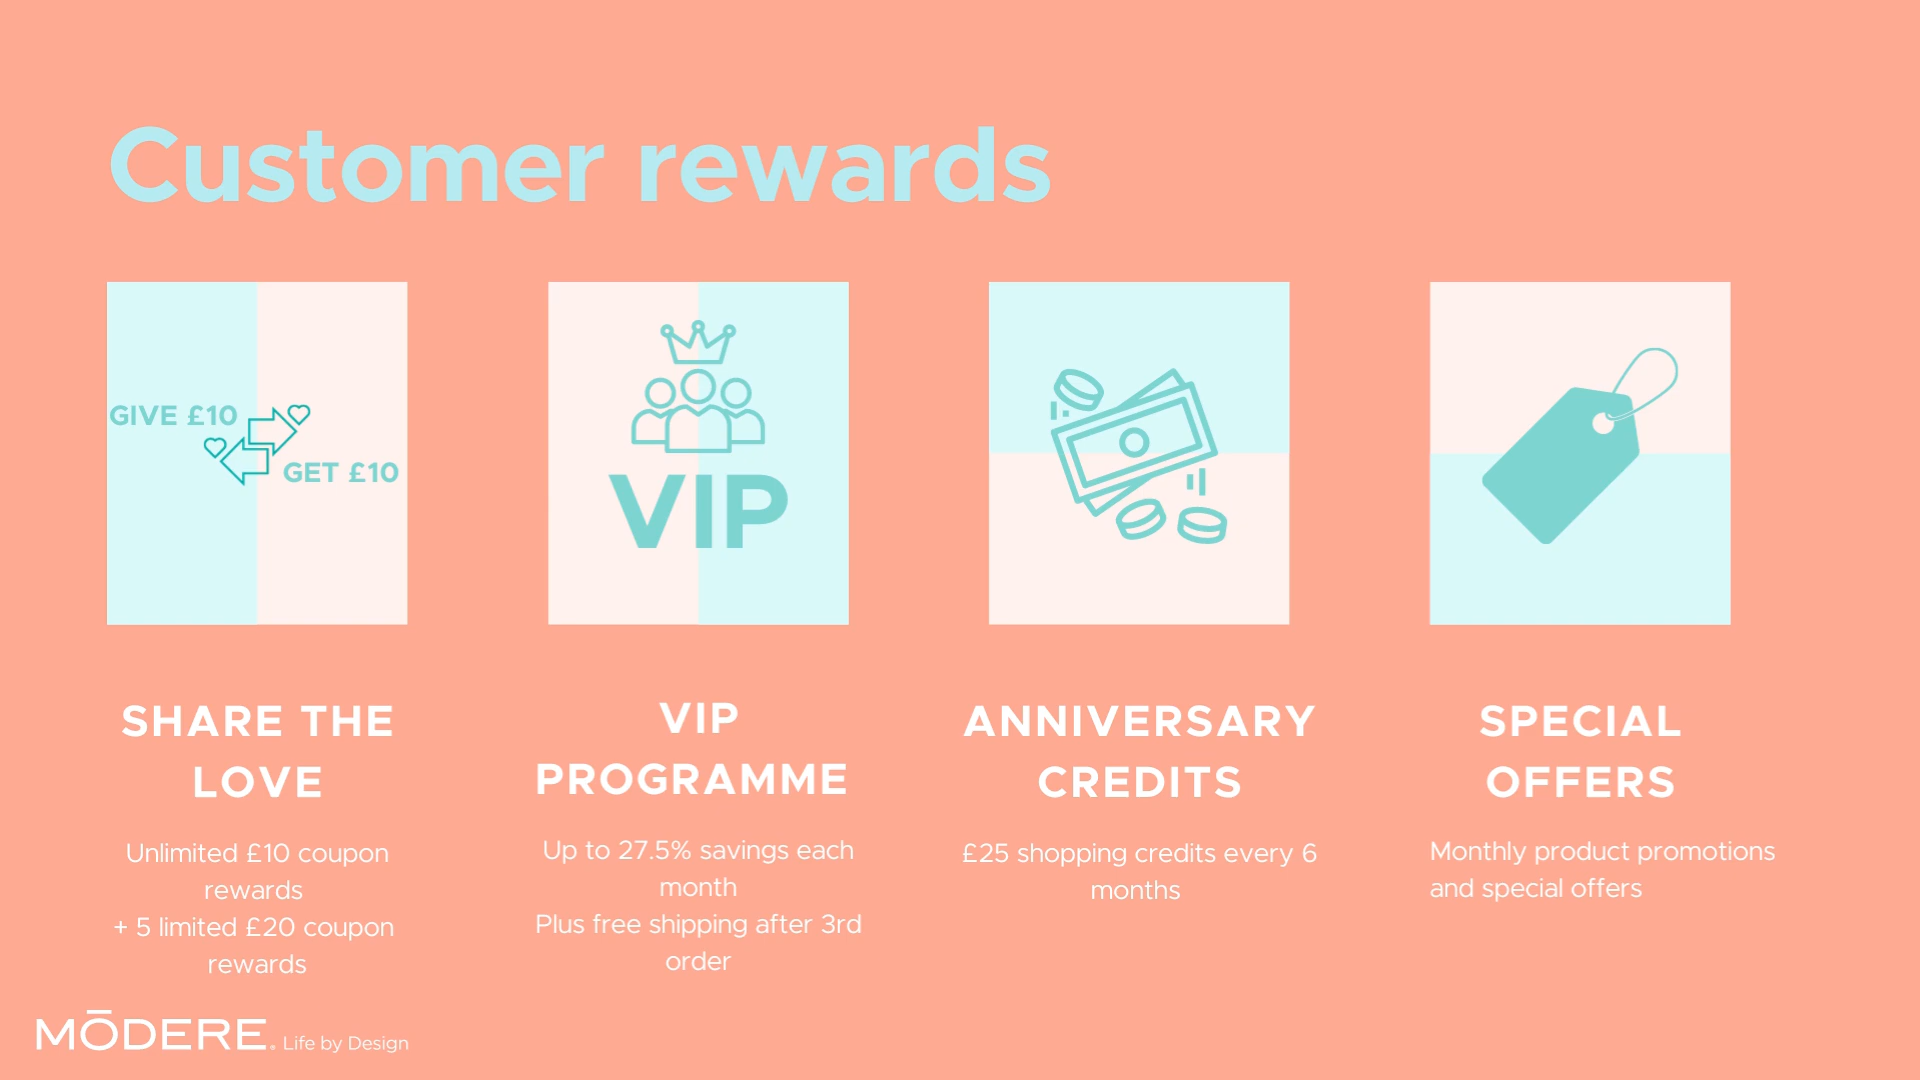 Customer rewards
GIVE £10
GET £10
VIP
SHARE THE
LOVE
Unlimited £10 coupon
rewards
+ 5 limited £20 coupon
rewards
VIP
PROGRAMME
Up to 27.5% savings each
month
Plus free shipping after 3rd
order
ANNIVERSARY
CREDITS
£25 shopping credits every 6
months
SPECIAL
OFFERS
Monthly product promotions
and special offers
MŌDERE. Life by Design